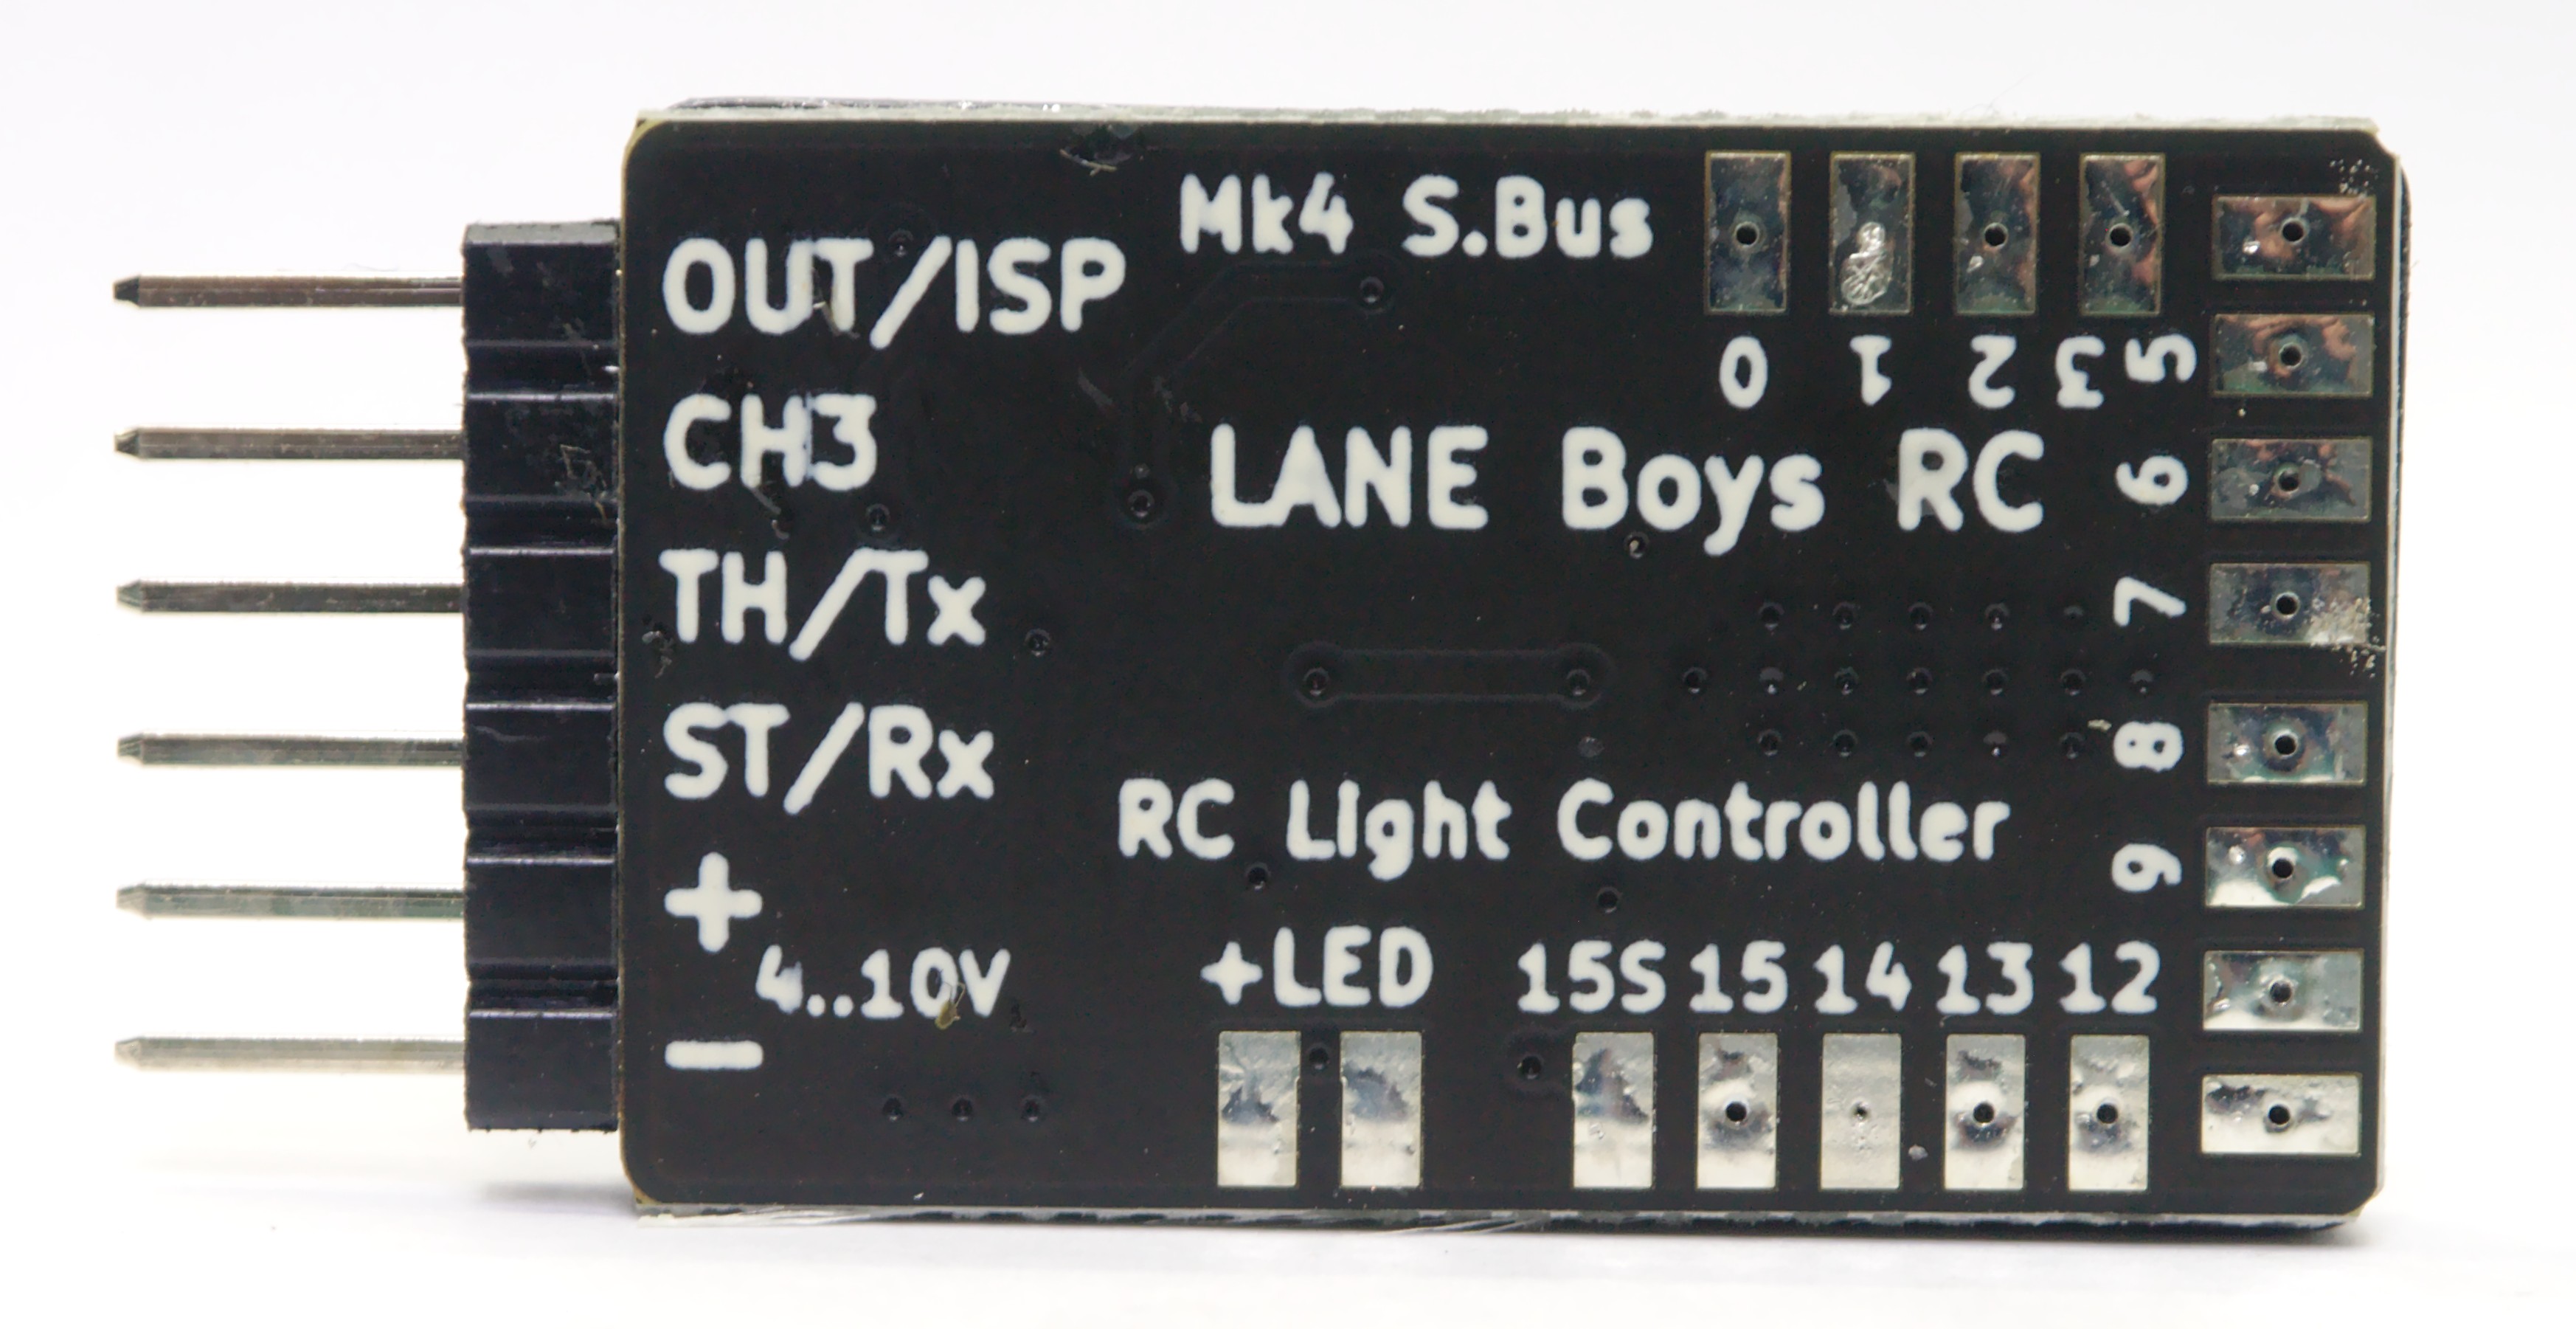 Mk4 S.Bus
OUT/ISP
0 1 2 3
5
CH3
LANE Boys RC
6
TH/Tx
7
ST/Rx
8
RC Light Controller
9
+
4..10V
+LED 15S 15 14 13 12
-